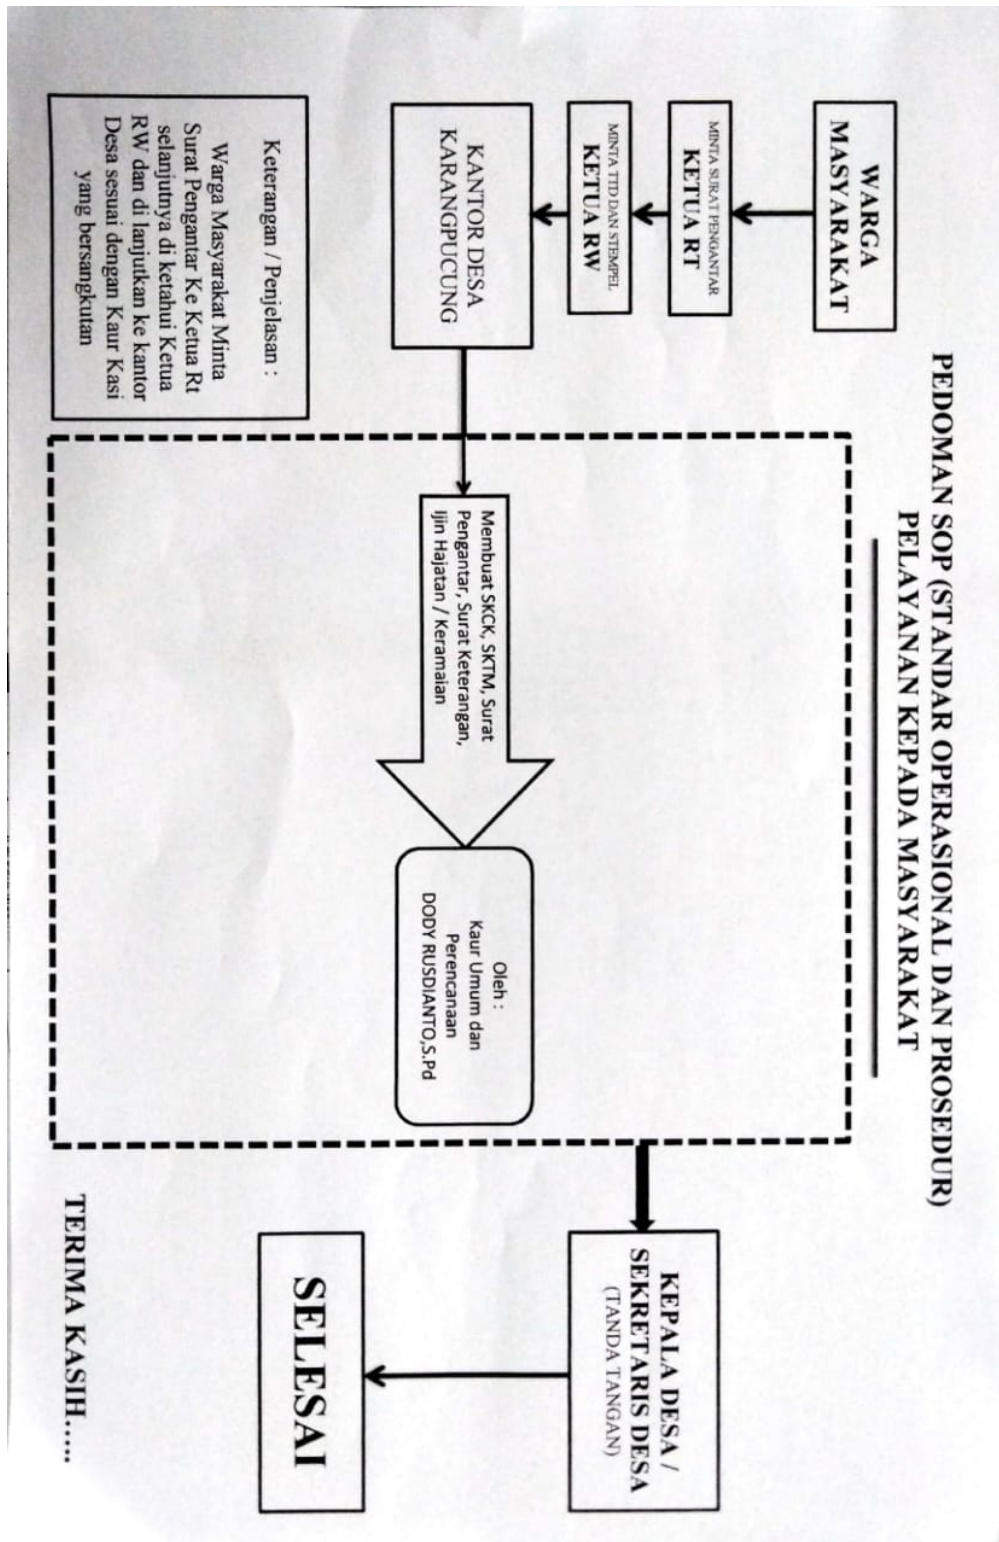 PEDOMAN SOP (STANDAR OPERASIONAL DAN PROSEDUR)
PELAYANAN KEPADA MASYARAKAT
WARGA
MASYARAKAT
MINTA SURAT PENGANTAR
KETUA RT
MINTA TTD DAN STEMPEL
KETUA RW
KANTOR DESA
KARANGPUCUNG
Keterangan / Penjelasan :
Warga Masyarakat Minta
Surat Pengantar Ke Ketua Rt
selanjutnya di ketahui Ketua
RW dan di lanjutkan ke kantor
Desa sesuai dengan Kaur Kasi
yang bersangkutan
Membuat SKCK, SKTM, Surat
Pengantar, Surat Keterangan,
Ijin Hajatan / Keramaian
Oleh :
Kaur Umum dan
Perencanaan
DODY RUSDIANTO,S.Pd
KEPALA DESA /
SEKRETARIS DESA
(TANDA TANGAN)
SELESAI
TERIMA KASIH.....